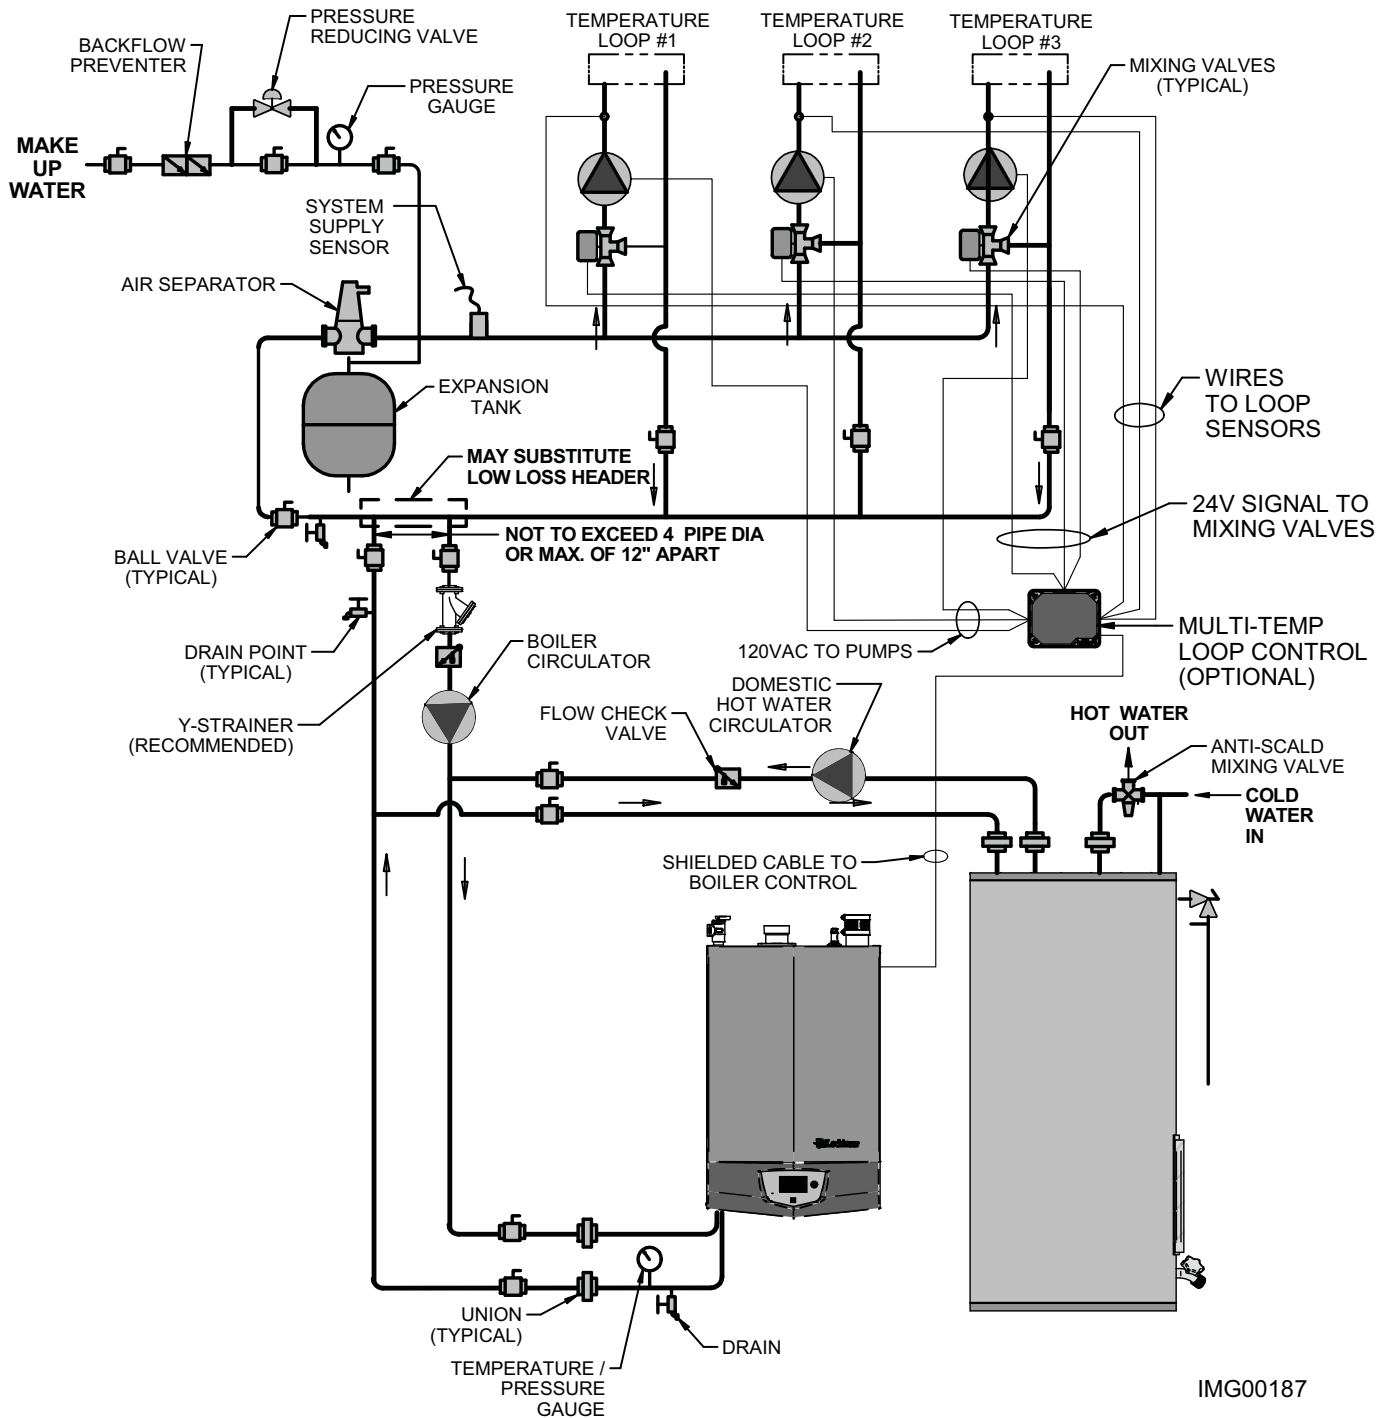 PRESSURE
REDUCING VALVE
BACKFLOW
PREVENTER
PRESSURE
GAUGE
MAKE
UP
WATER
TEMPERATURE
LOOP #1
TEMPERATURE
LOOP #2
TEMPERATURE
LOOP #3
MIXING VALVES
(TYPICAL)
SYSTEM
SUPPLY
SENSOR
AIR SEPARATOR
EXPANSION
TANK
WIRES
TO LOOP
SENSORS
MAY SUBSTITUTE
LOW LOSS HEADER
24V SIGNAL TO
MIXING VALVES
NOT TO EXCEED 4 PIPE DIA
OR MAX. OF 12" APART
BALL VALVE
(TYPICAL)
DRAIN POINT
(TYPICAL)
BOILER
CIRCULATOR
120VAC TO PUMPS
MULTI-TEMP
LOOP CONTROL
(OPTIONAL)
Y-STRAINER
(RECOMMENDED)
FLOW CHECK
VALVE
DOMESTIC
HOT WATER
CIRCULATOR
HOT WATER
OUT
ANTI-SCALD
MIXING VALVE
COLD
WATER
IN
SHIELDED CABLE TO
BOILER CONTROL
Lochinvar
UNION
(TYPICAL)
DRAIN
TEMPERATURE /
PRESSURE
GAUGE
IMG00187